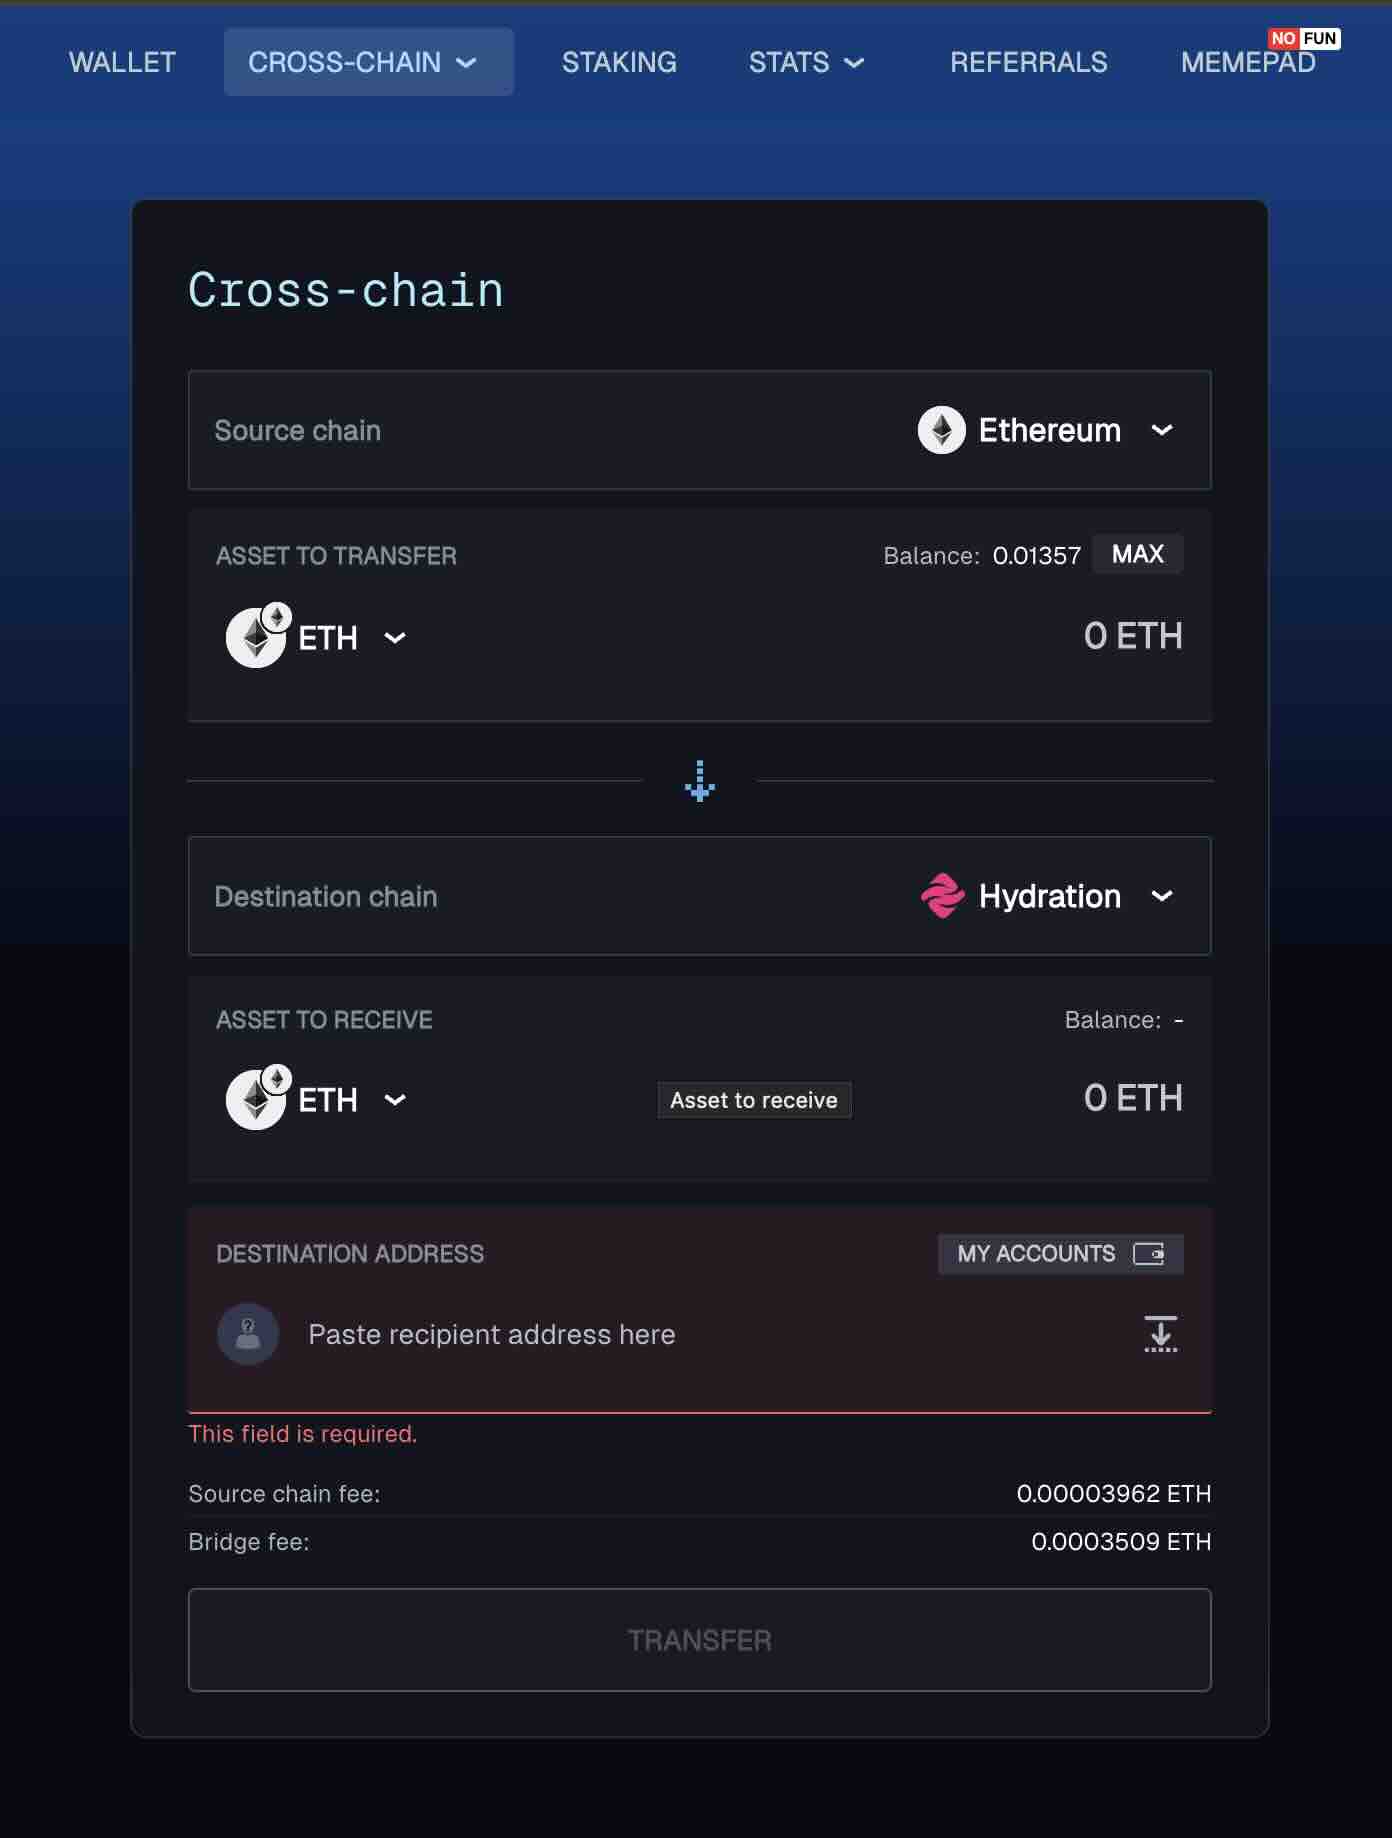 WALLET CROSS-CHAIN STAKING STATS REFERRALS MEMEPAD NO FUN
Cross-chain
Source chain Ethereum
ASSET TO TRANSFER Balance: 0.01357 MAX
ETH 0 ETH
Destination chain Hydration
ASSET TO RECEIVE Balance: -
ETH Asset to receive 0 ETH
DESTINATION ADDRESS MY ACCOUNTS
Paste recipient address here
This field is required.
Source chain fee: 0.00003962 ETH
Bridge fee: 0.0003509 ETH
TRANSFER